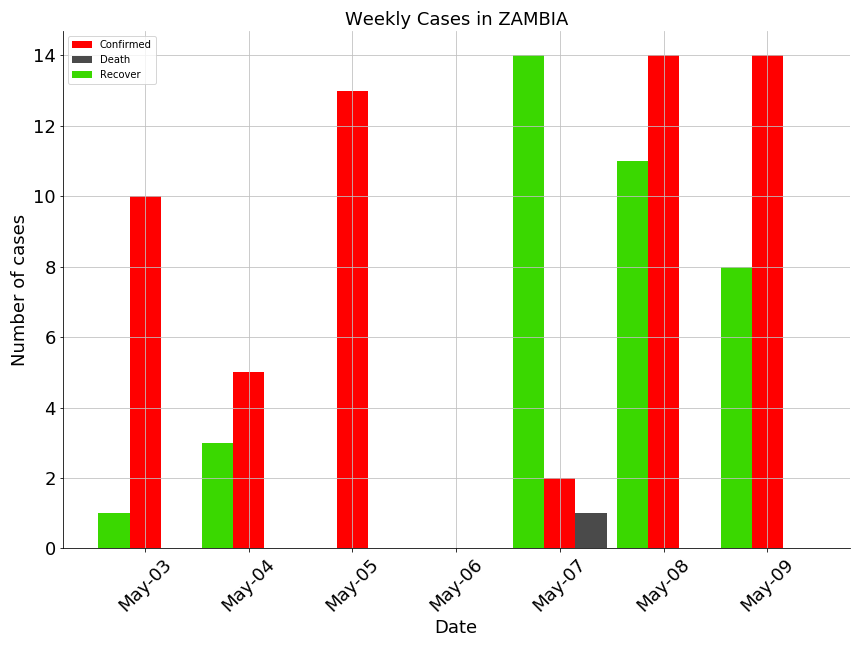 Weekly Cases in ZAMBIA
Confirmed
Death
Recover
Number of cases
14
12
10
8
6
4
2
0
May-03
May-04
May-05
May-06
May-07
May-08
May-09
Date